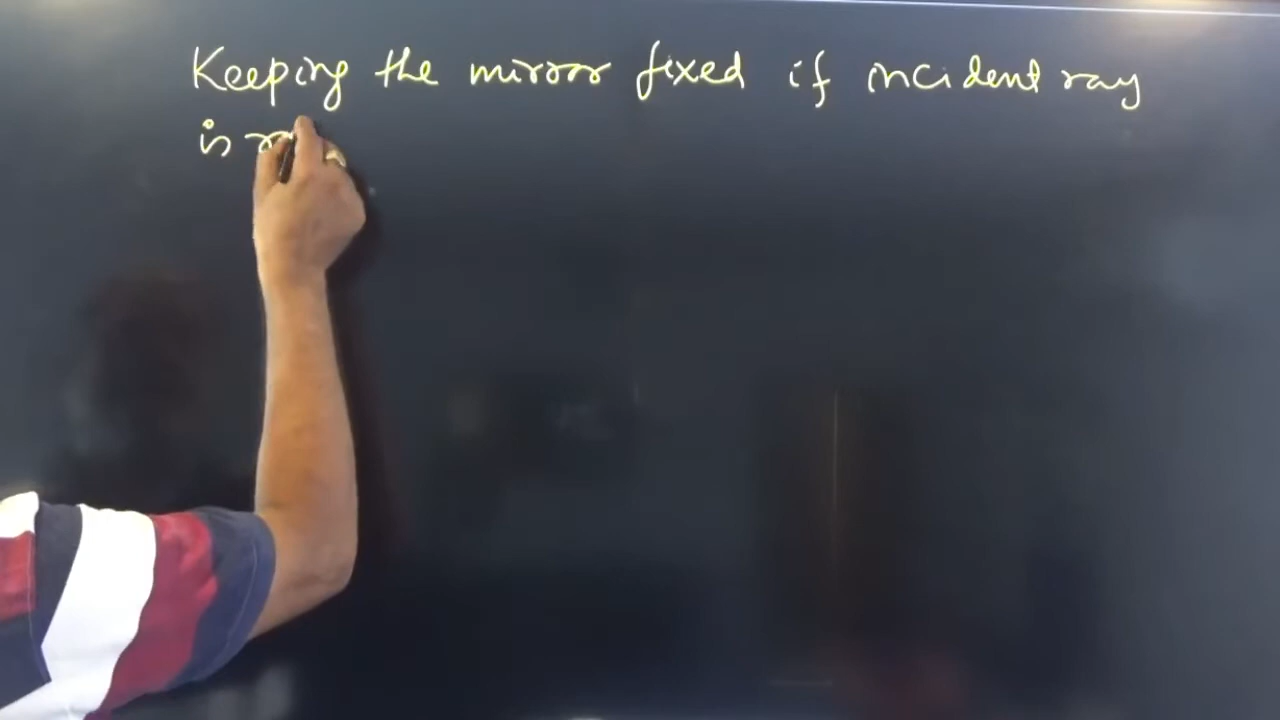 Keeping the mirror fixed if incident ray
is